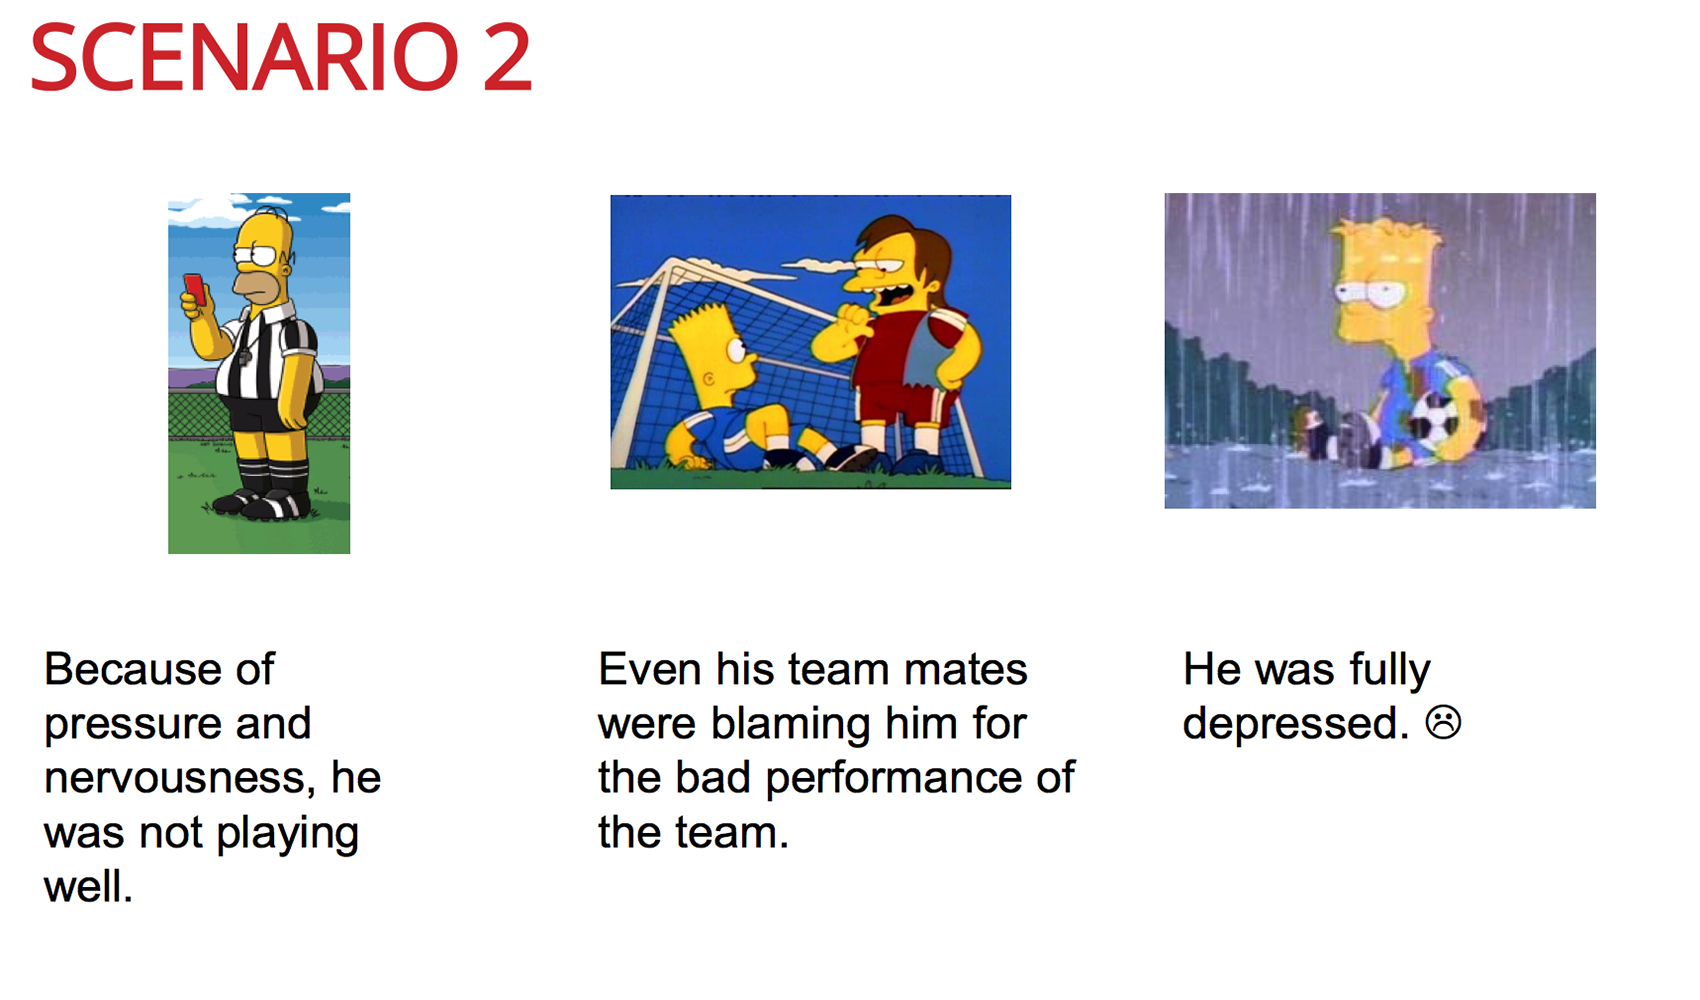 SCENARIO 2
Because of
pressure and
nervousness, he
was not playing
well.
Even his team mates
were blaming him for
the bad performance of
the team.
He was fully
depressed. ☹